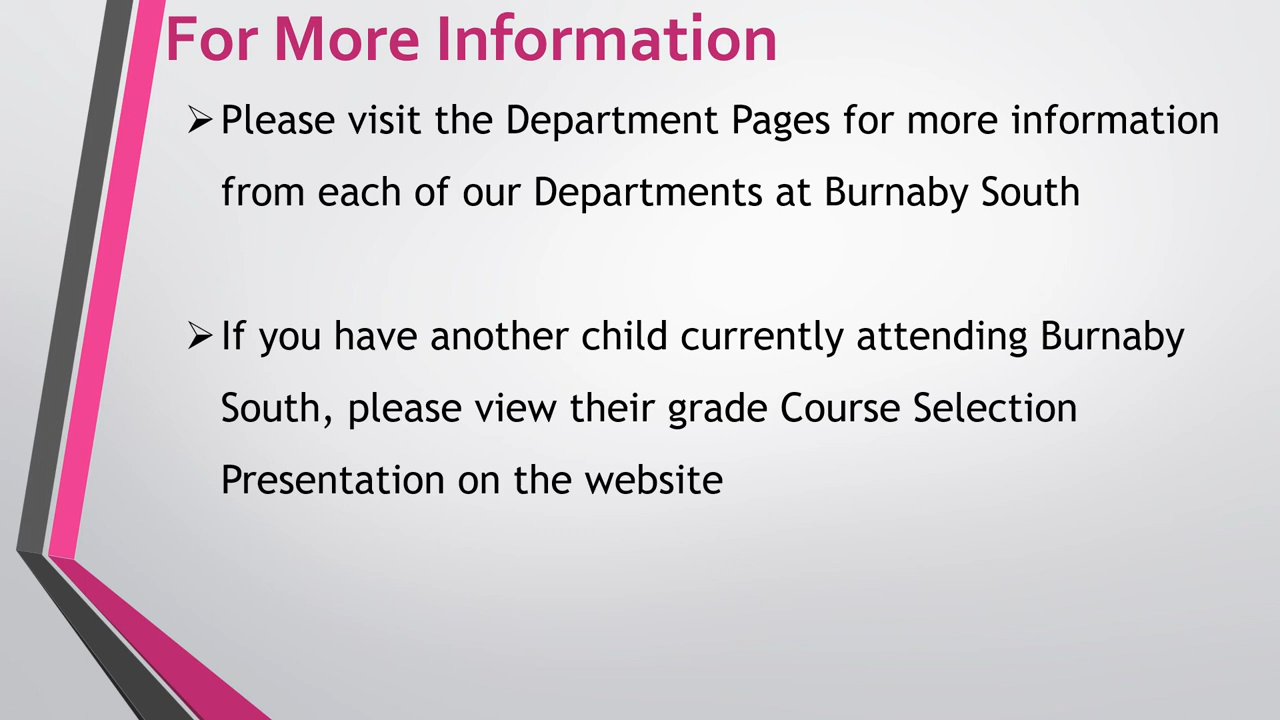 For More Information
➢Please visit the Department Pages for more information
from each of our Departments at Burnaby South
➢If you have another child currently attending Burnaby
South, please view their grade Course Selection
Presentation on the website